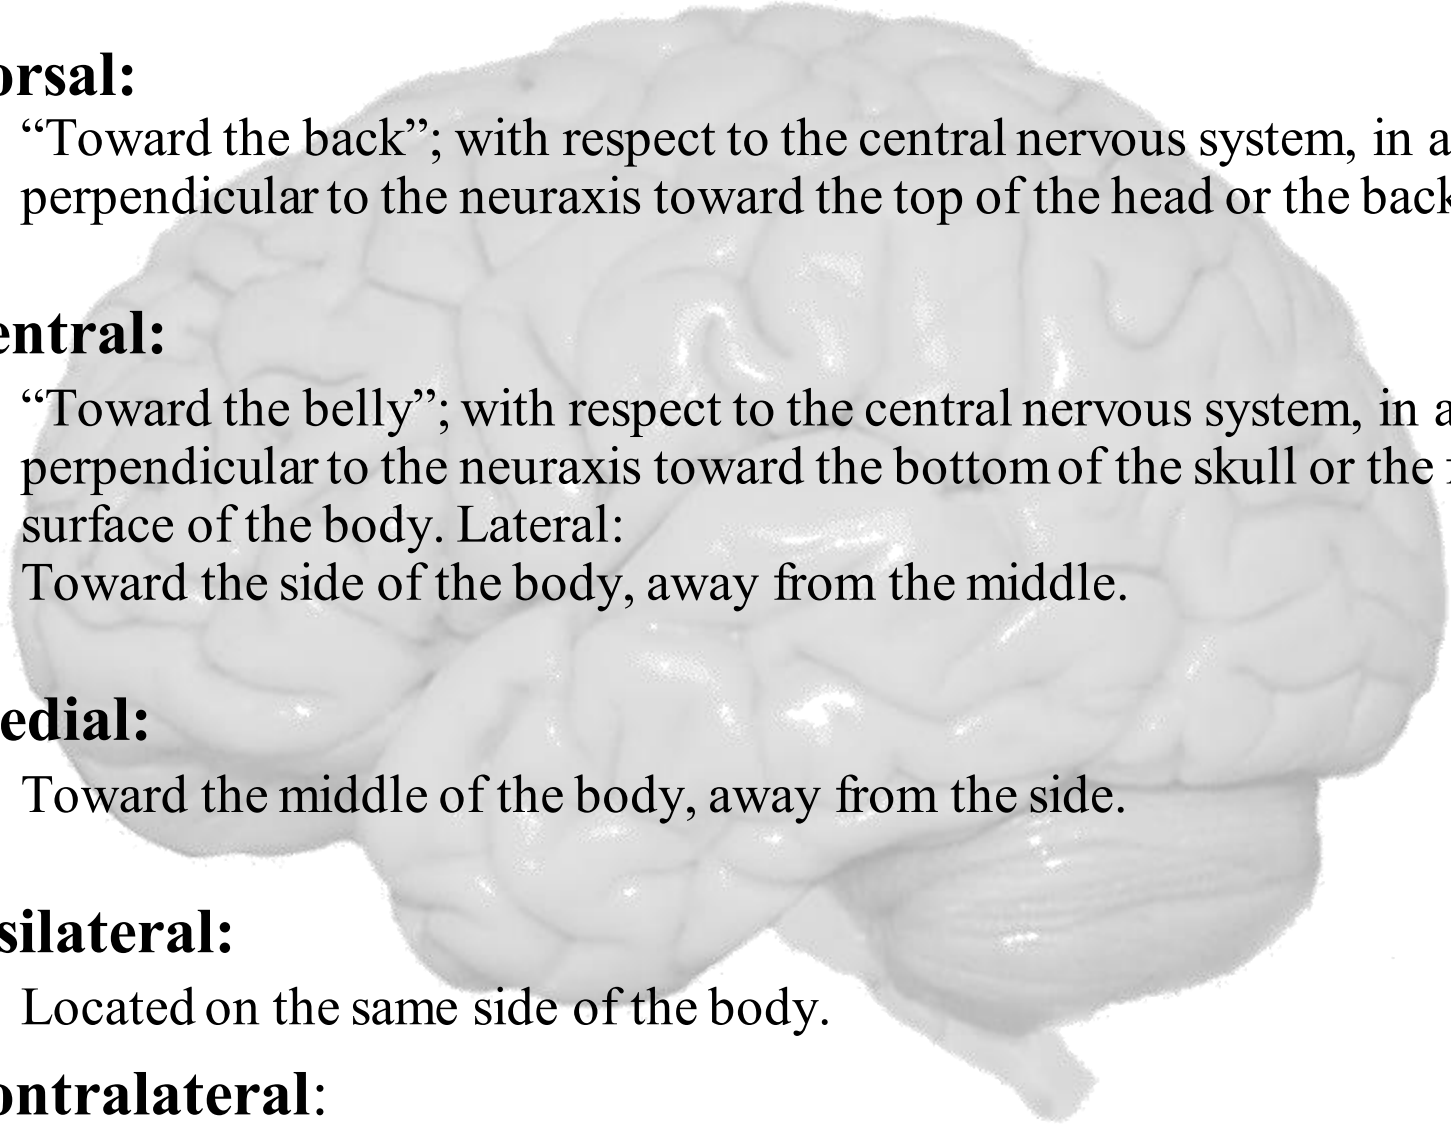 orsal:
“Toward the back”; with respect to the central nervous system, in a
perpendicular to the neuraxis toward the top of the head or the back
entral:
“Toward the belly”; with respect to the central nervous system, in a
perpendicular to the neuraxis toward the bottom of the skull or the
surface of the body. Lateral:
Toward the side of the body, away from the middle.
edial:
Toward the middle of the body, away from the side.
silateral:
Located on the same side of the body.
ontralateral: